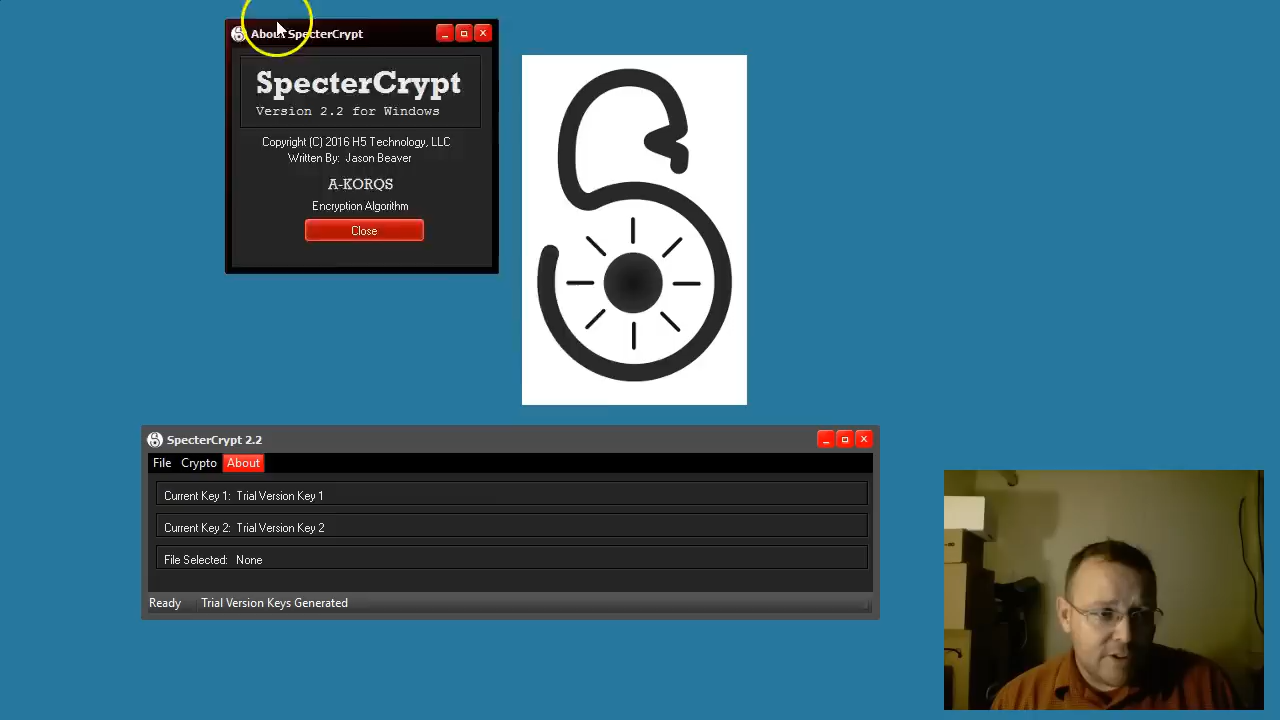 About SpecterCrypt
SpecterCrypt
Version 2.2 for Windows
Copyright (C) 2016 H5 Technology, LLC
Written By: Jason Beaver
A-KORQS
Encryption Algorithm
Close
SpecterCrypt 2.2
File Crypto About
Current Key 1: Trial Version Key 1
Current Key 2: Trial Version Key 2
File Selected: None
Ready Trial Version Keys Generated